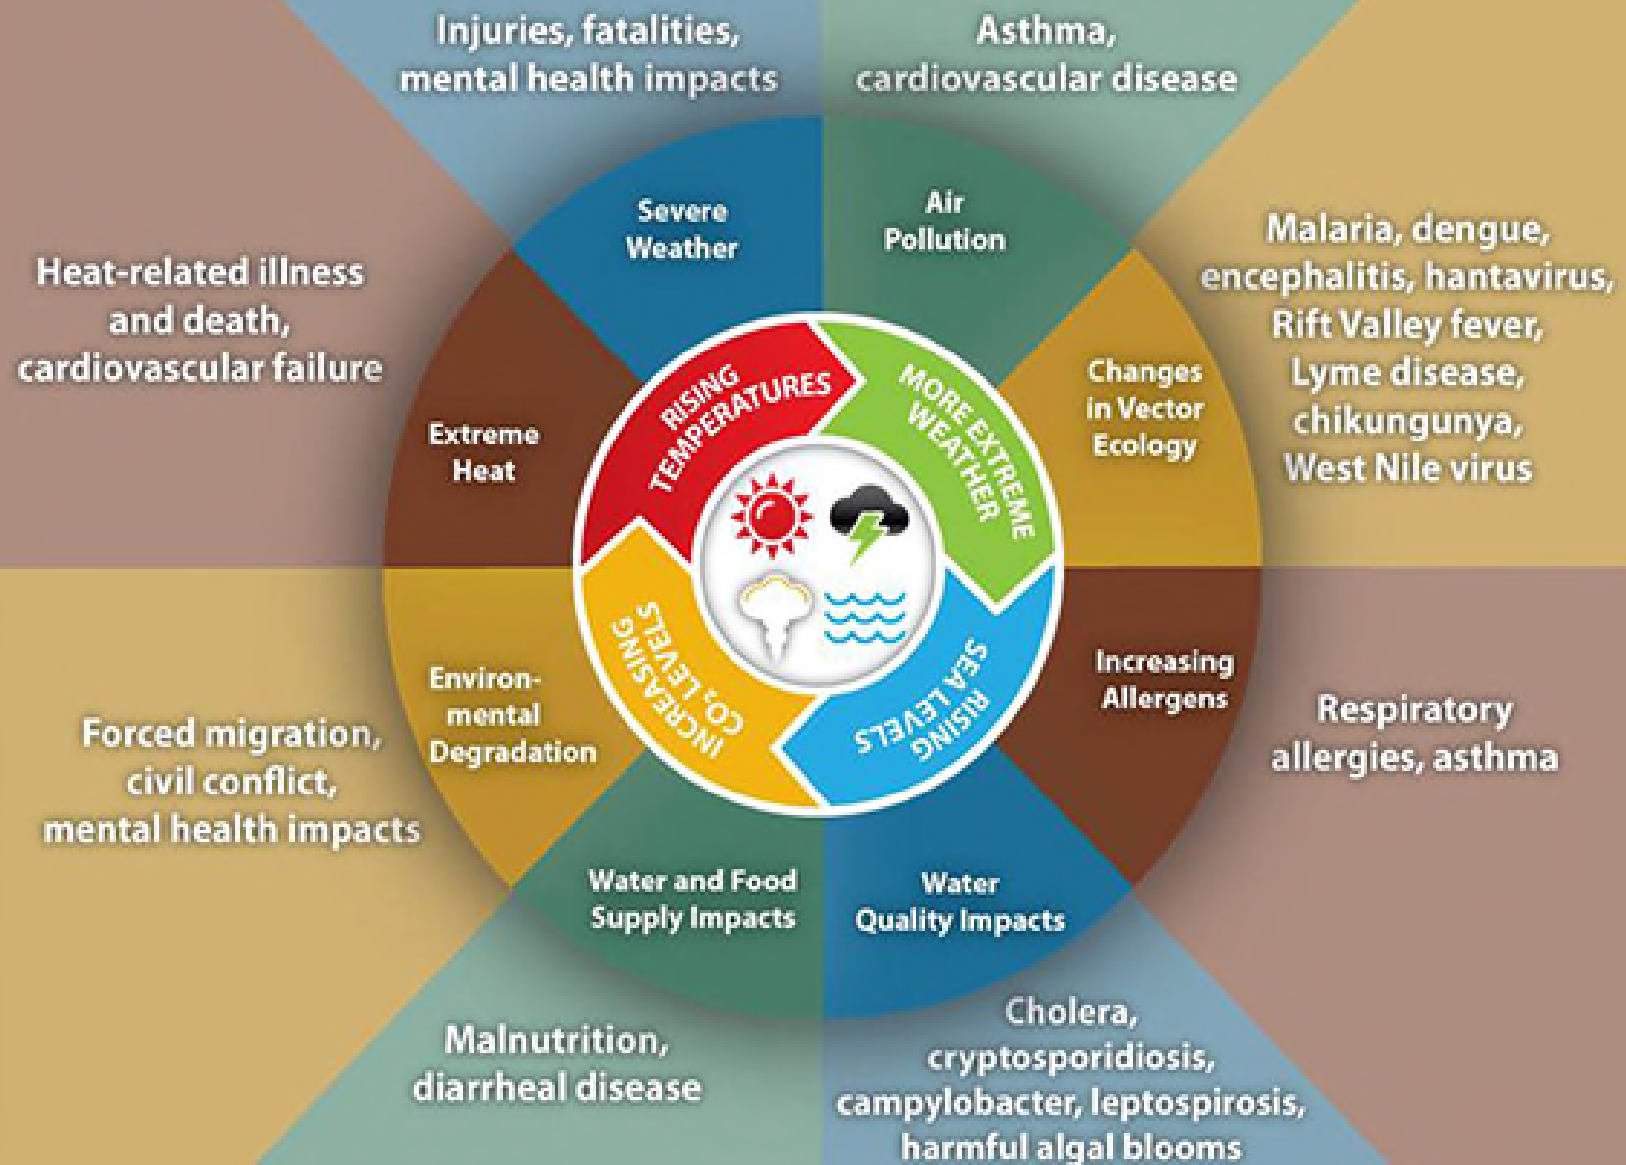 Injuries, fatalities,
mental health impacts
Asthma,
cardiovascular disease
Severe
Weather
Air
Pollution
Malaria, dengue,
encephalitis, hantavirus,
Rift Valley fever,
Lyme disease,
chikungunya,
West Nile virus
Heat-related illness
and death,
cardiovascular failure
Extreme
Heat
Changes
in Vector
Ecology
RISING
TEMPERATURES
MORE EXTREME
WEATHER
RISING
SEA LEVELS
INCREASING
CO₂ LEVELS
Environ-
mental
Degradation
Increasing
Allergens
Forced migration,
civil conflict,
mental health impacts
Respiratory
allergies, asthma
Water and Food
Supply Impacts
Water
Quality Impacts
Malnutrition,
diarrheal disease
Cholera,
cryptosporidiosis,
campylobacter, leptospirosis,
harmful algal blooms